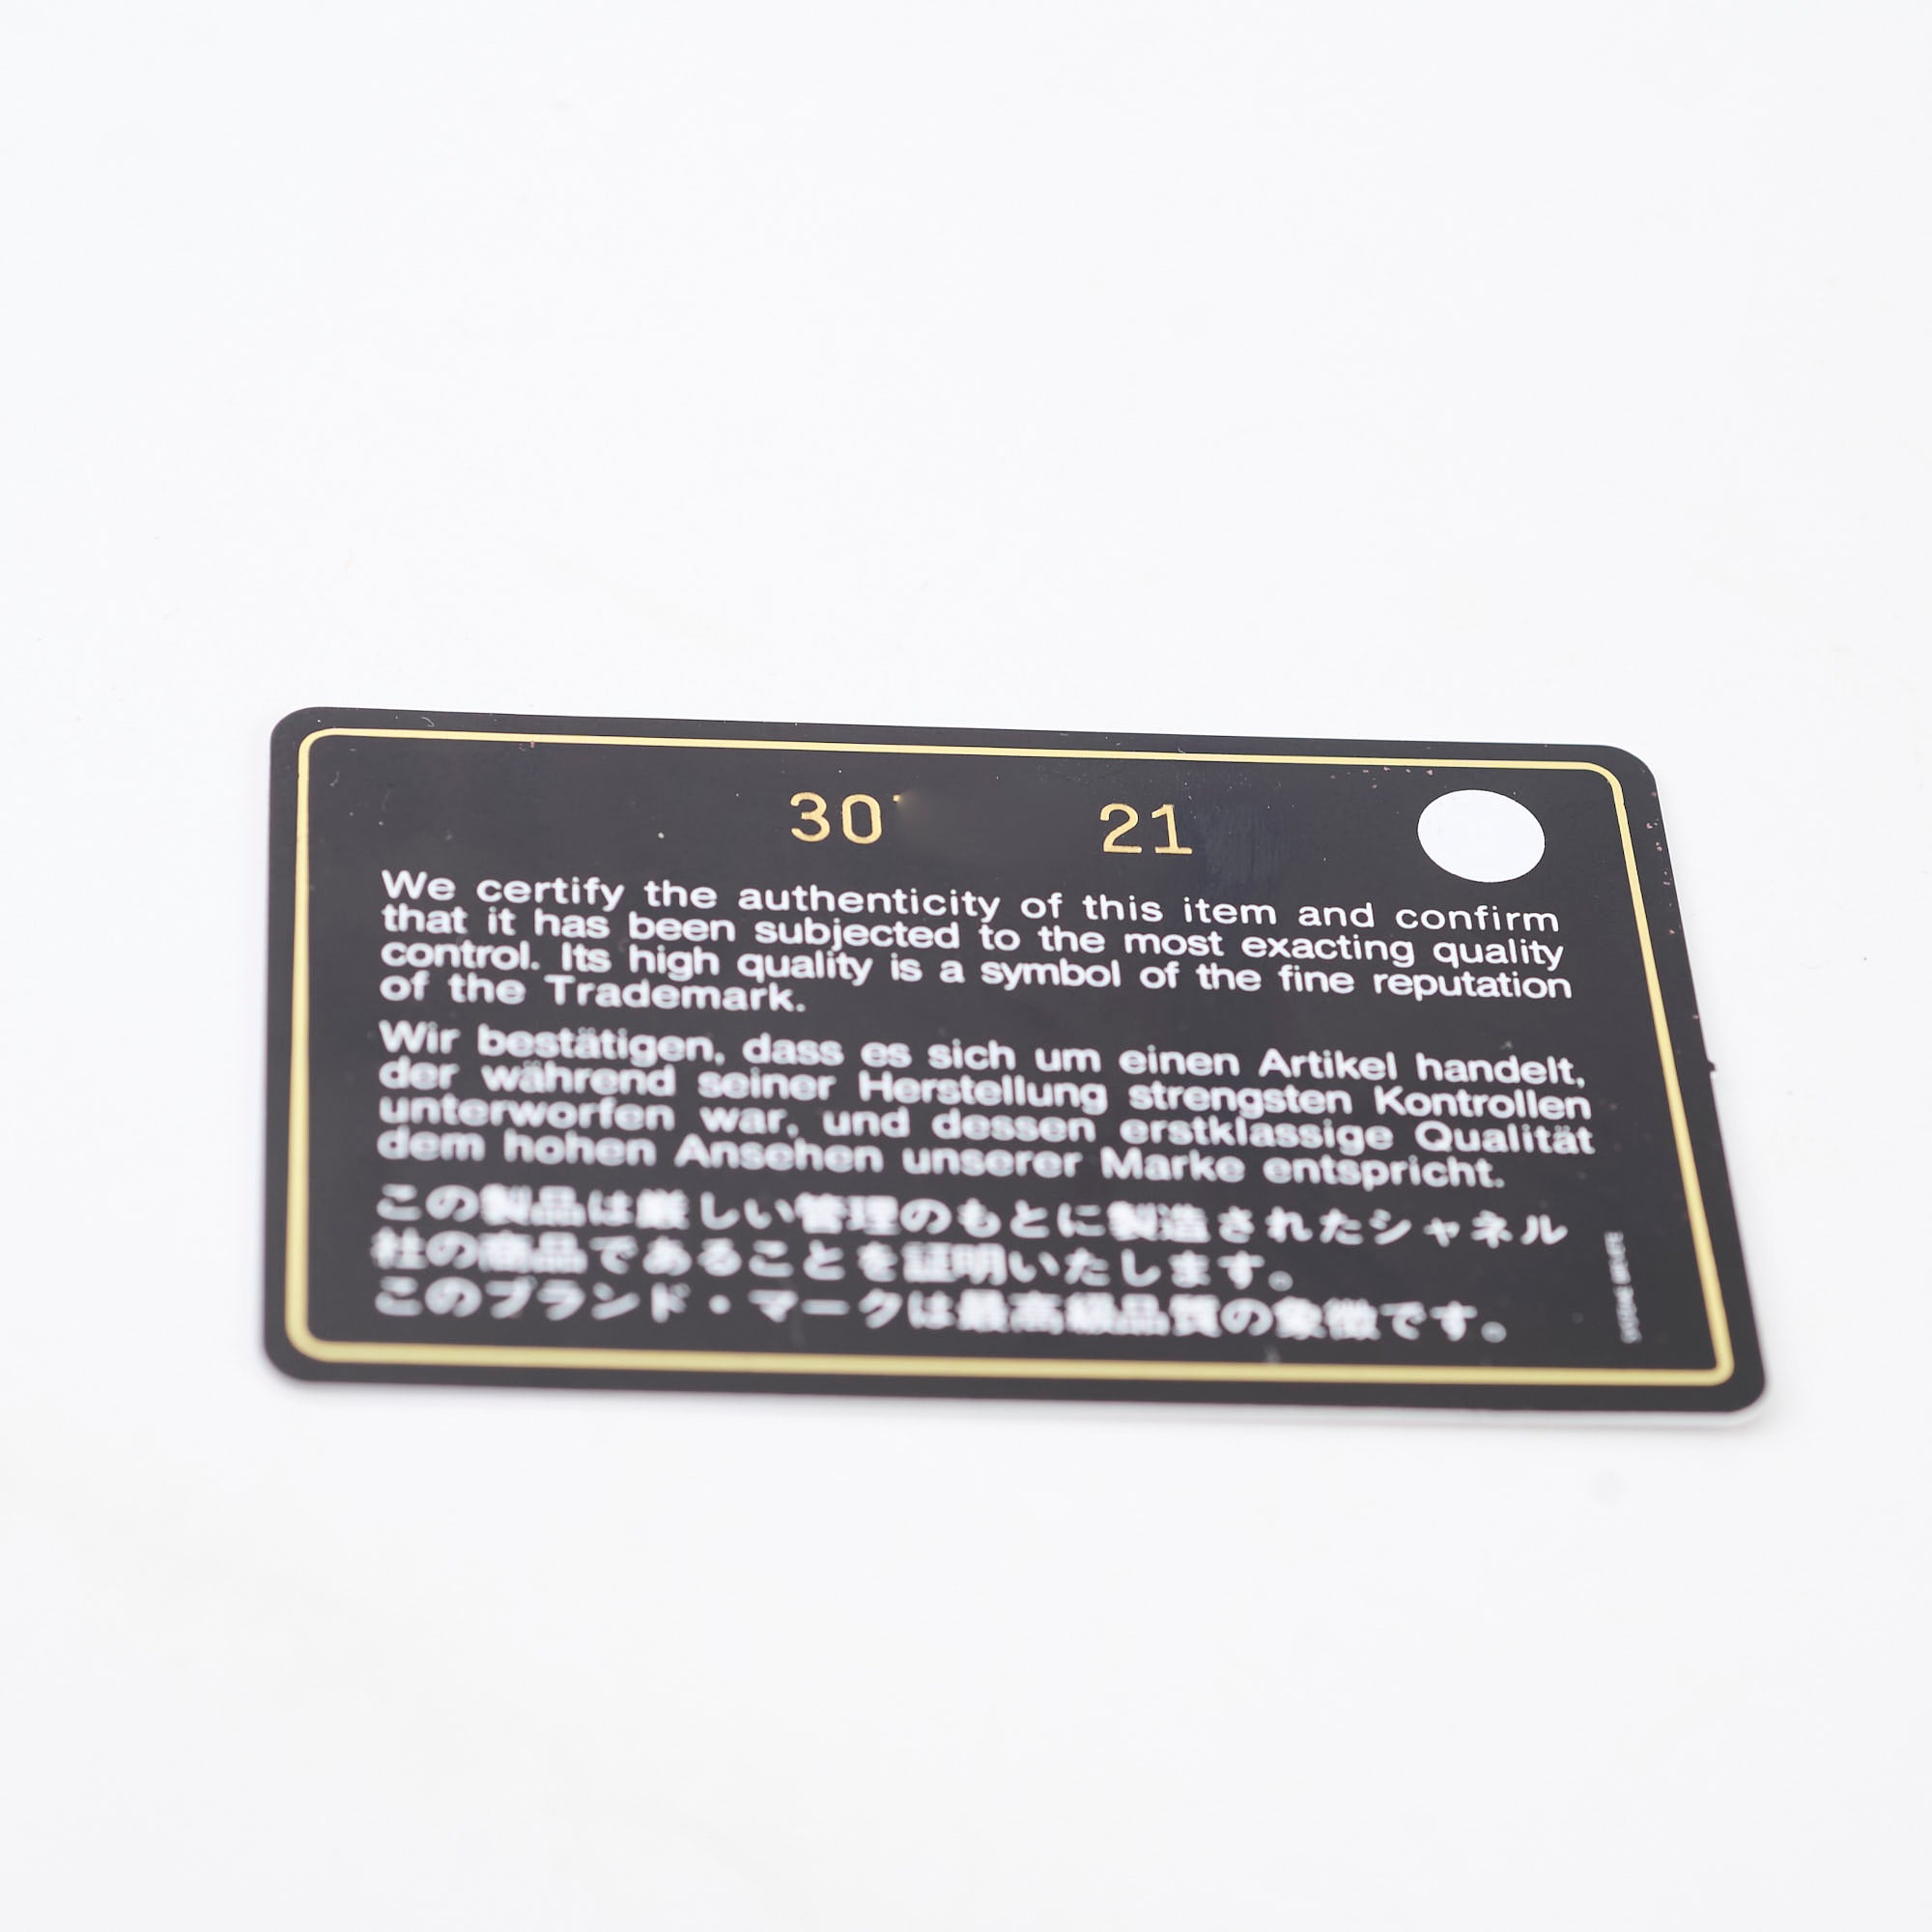 30 21
We certify the authenticity of this item and confirm
that it has been subjected to the most exacting quality
control. Its high quality is a symbol of the fine reputation
of the Trademark.
Wir bestätigen, dass es sich um einen Artikel handelt,
der während seiner Herstellung strengsten Kontrollen
unterworfen war, und dessen erstklassige Qualität
dem hohen Ansehen unserer Marke entspricht.
この製品は厳しい管理のもとに製造されたシャネル
社の商品であることを証明いたします。
このブランド・マークは最高級品質の象徴です。